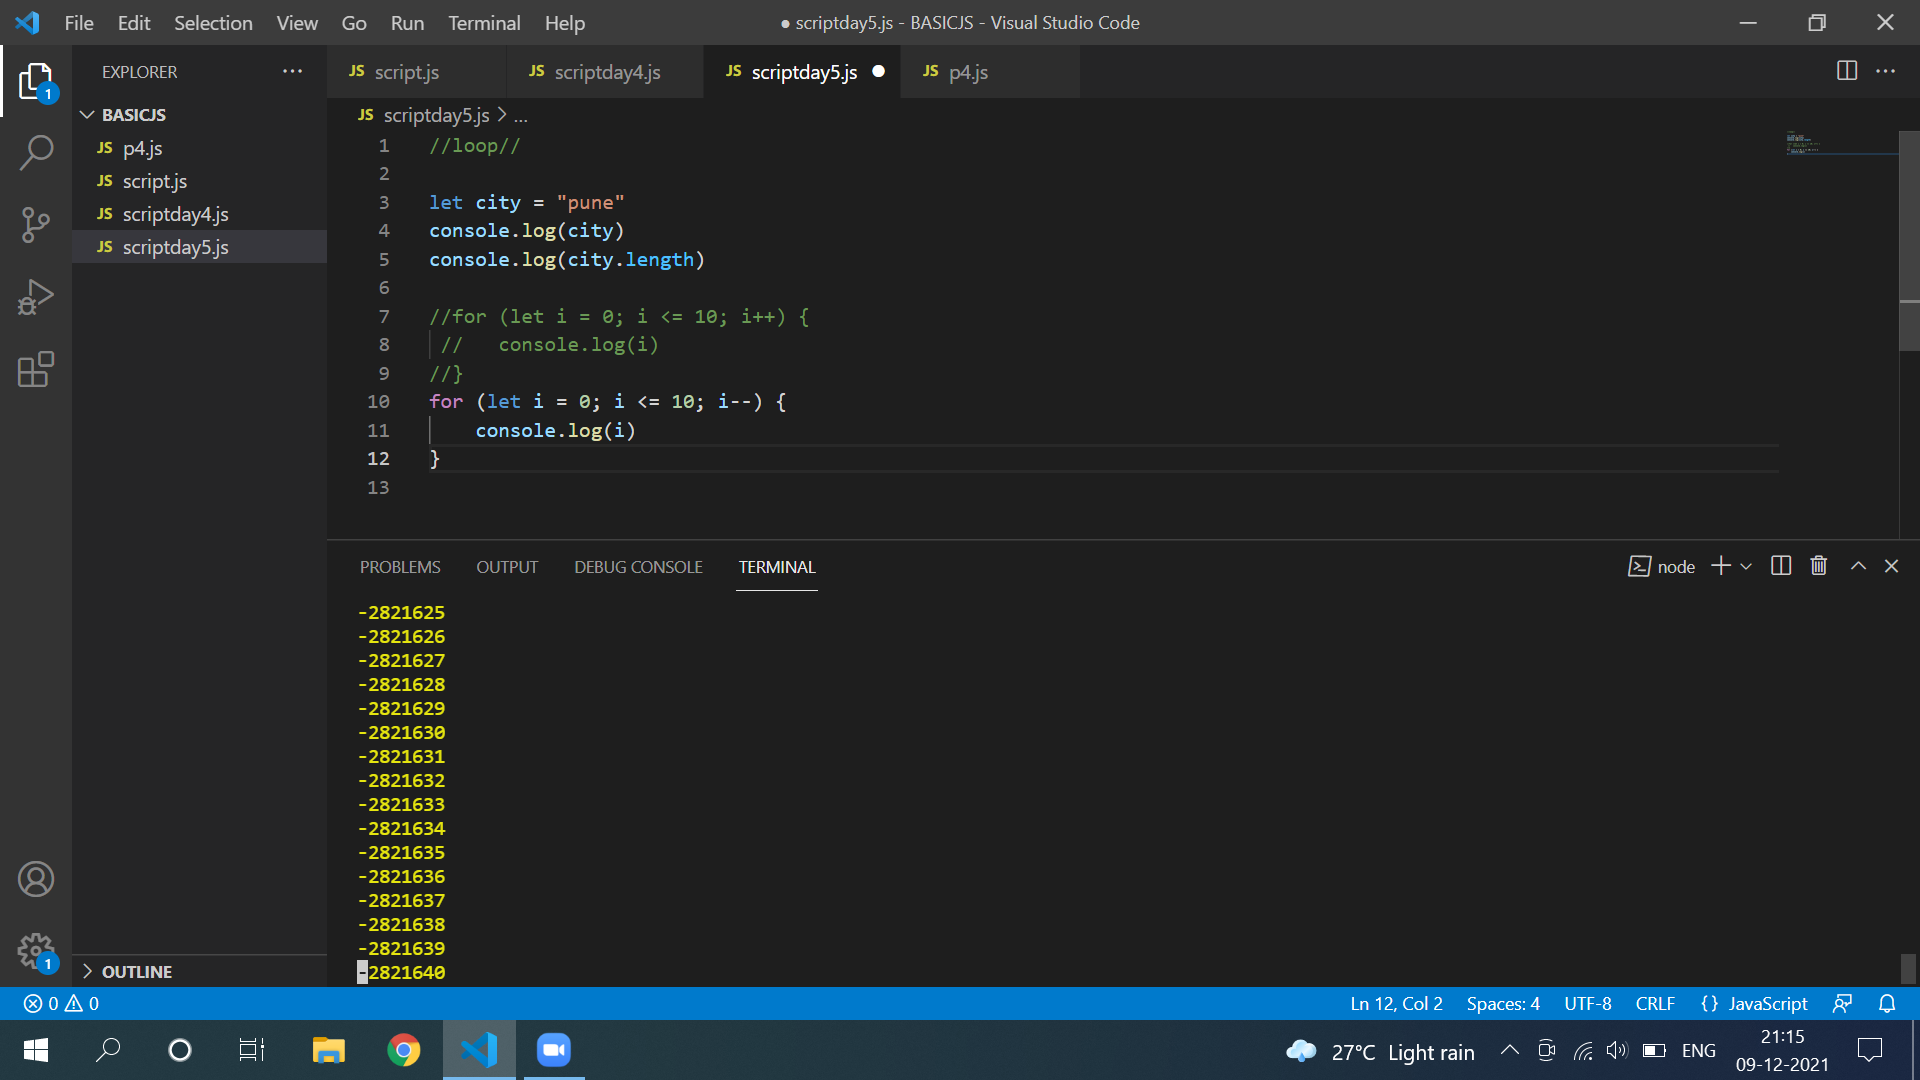 File Edit Selection View Go Run Terminal Help
● scriptday5.js - BASICJS - Visual Studio Code
EXPLORER
1
BASICJS
JS p4.js
JS script.js
JS scriptday4.js
JS scriptday5.js
OUTLINE
1
JS script.js
JS scriptday4.js
JS scriptday5.js ●
JS p4.js
JS scriptday5.js > ...
1 //loop//
2
3 let city = "pune"
4 console.log(city)
5 console.log(city.length)
6
7 //for (let i = 0; i <= 10; i++) {
8 //   console.log(i)
9 //}
10 for (let i = 0; i <= 10; i--) {
11     console.log(i)
12 }
13
PROBLEMS OUTPUT DEBUG CONSOLE TERMINAL
node
-2821625
-2821626
-2821627
-2821628
-2821629
-2821630
-2821631
-2821632
-2821633
-2821634
-2821635
-2821636
-2821637
-2821638
-2821639
-2821640
0 0
Ln 12, Col 2 Spaces: 4 UTF-8 CRLF {} JavaScript
27°C Light rain
ENG
21:15
09-12-2021